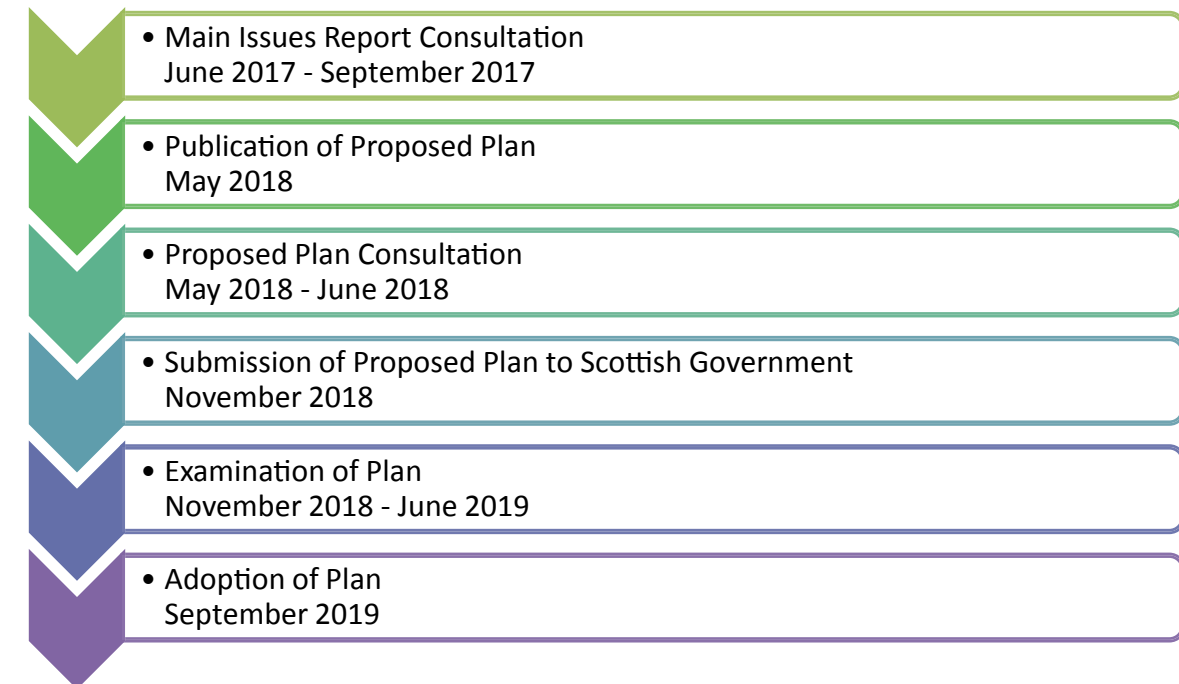 • Main Issues Report Consultation
June 2017 - September 2017
• Publication of Proposed Plan
May 2018
• Proposed Plan Consultation
May 2018 - June 2018
• Submission of Proposed Plan to Scottish Government
November 2018
• Examination of Plan
November 2018 - June 2019
• Adoption of Plan
September 2019